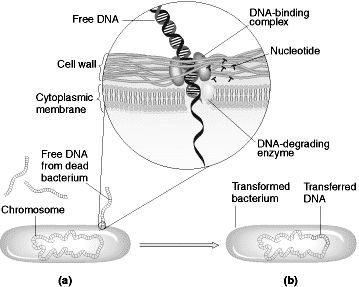 Free DNA
DNA-binding
complex
Nucleotide
Cell wall
Cytoplasmic
membrane
DNA-degrading
enzyme
Free DNA
from dead
bacterium
Chromosome
Transformed
bacterium
Transferred
DNA
(a)
(b)